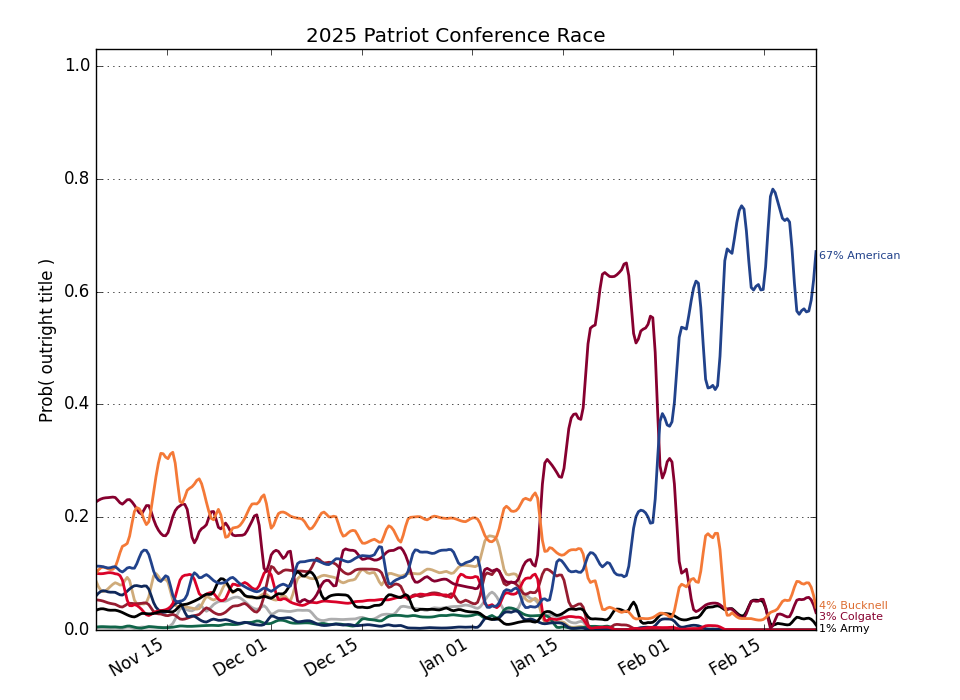 2025 Patriot Conference Race
Prob( outright title )
1.0
0.8
0.6
0.4
0.2
0.0
67% American
4% Bucknell
3% Colgate
1% Army
Nov 15
Dec 01
Dec 15
Jan 01
Jan 15
Feb 01
Feb 15